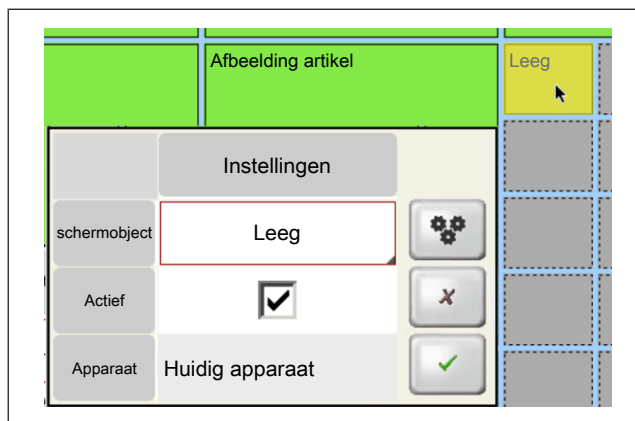 Afbeelding artikel
Leeg
Instellingen
schermobject
Leeg
Actief
Apparaat
Huidig apparaat